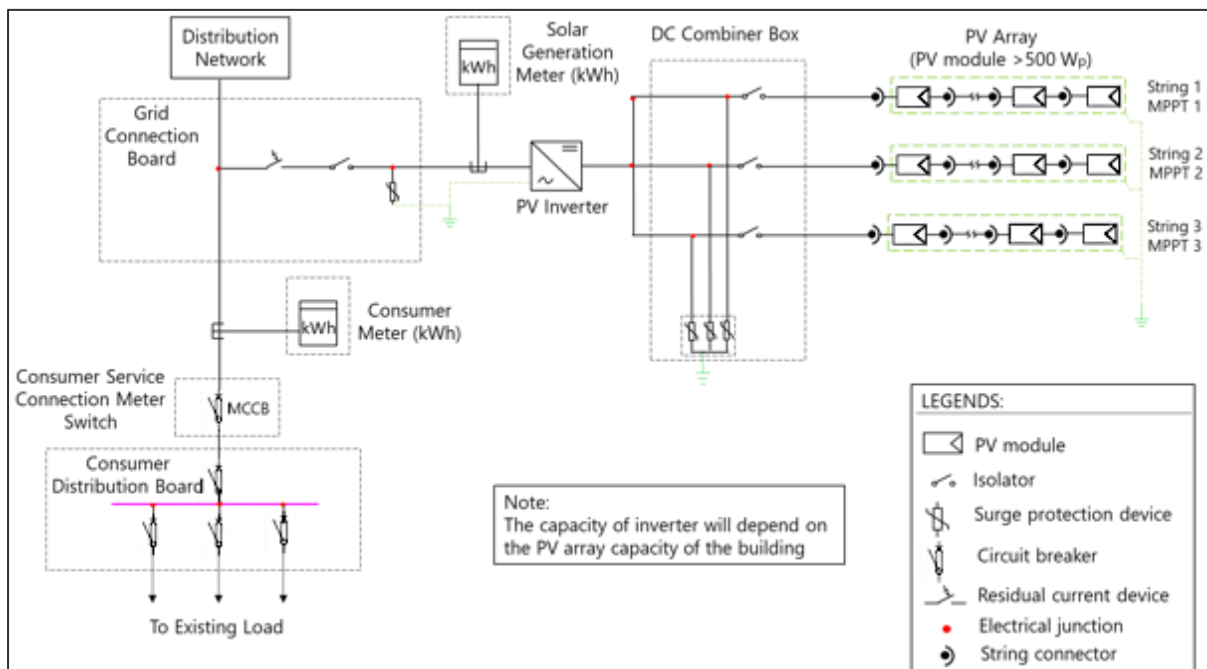 Distribution
Network
Solar
Generation
Meter (kWh)
kWh
DC Combiner Box
PV Array
(PV module >500 Wₚ)
String 1
MPPT 1
Grid
Connection
Board
String 2
MPPT 2
PV Inverter
String 3
MPPT 3
kWh
Consumer
Meter (kWh)
Consumer Service
Connection Meter
Switch
MCCB
Consumer
Distribution Board
To Existing Load
Note:
The capacity of inverter will depend on
the PV array capacity of the building
LEGENDS:
PV module
Isolator
Surge protection device
Circuit breaker
Residual current device
Electrical junction
String connector